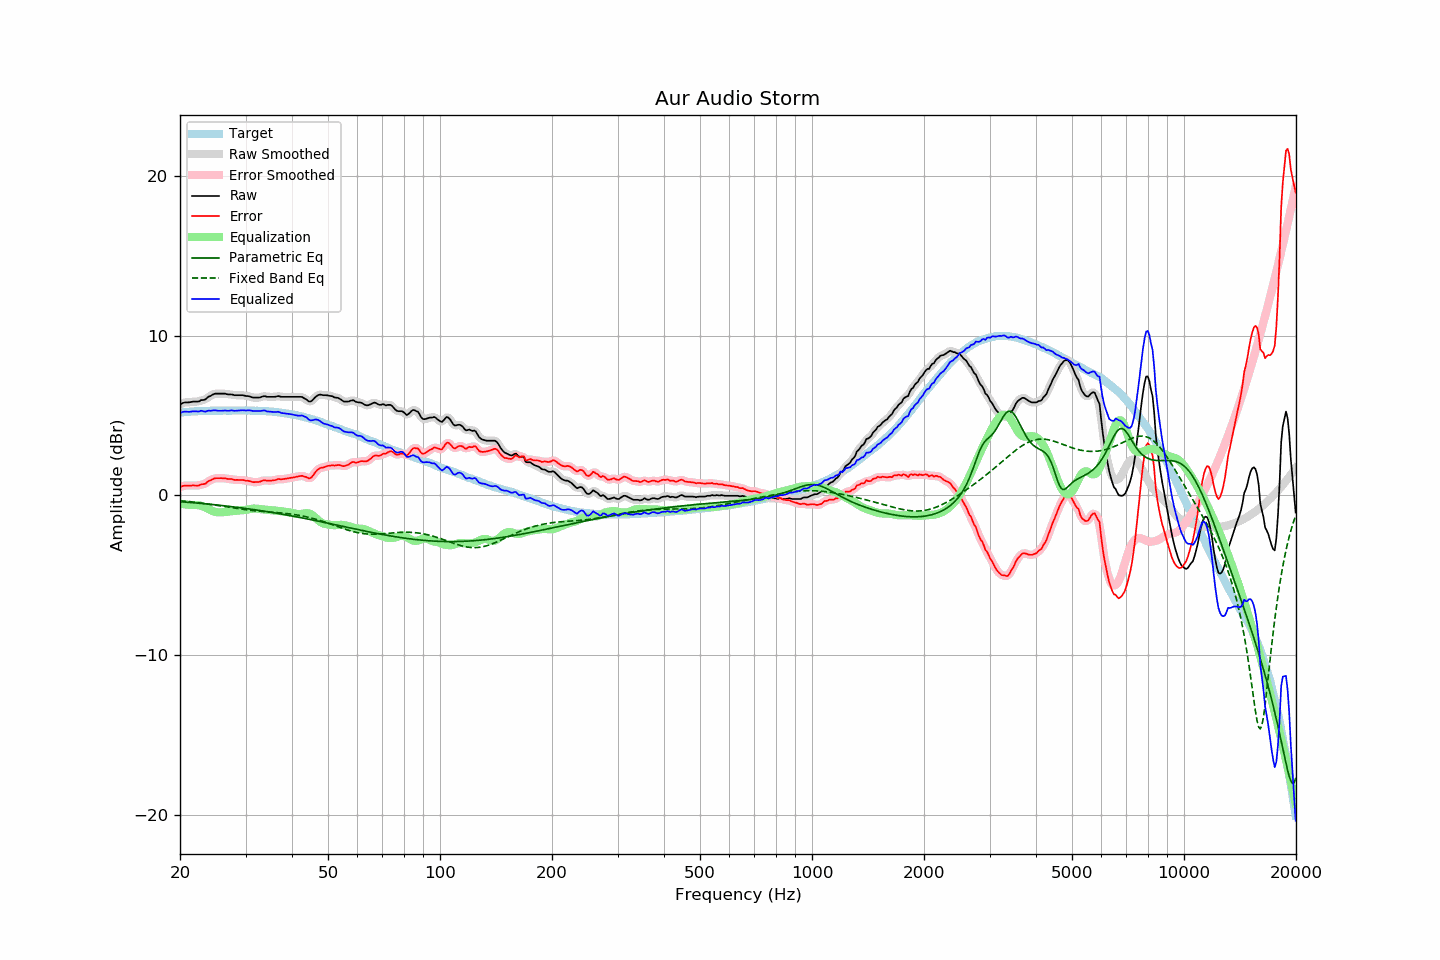 Aur Audio Storm
Target
Raw Smoothed
Error Smoothed
Raw
Error
Equalization
Parametric Eq
Fixed Band Eq
Equalized
20
10
0
−10
−20
Amplitude (dBr)
20
50
100
200
500
1000
2000
5000
10000
20000
Frequency (Hz)